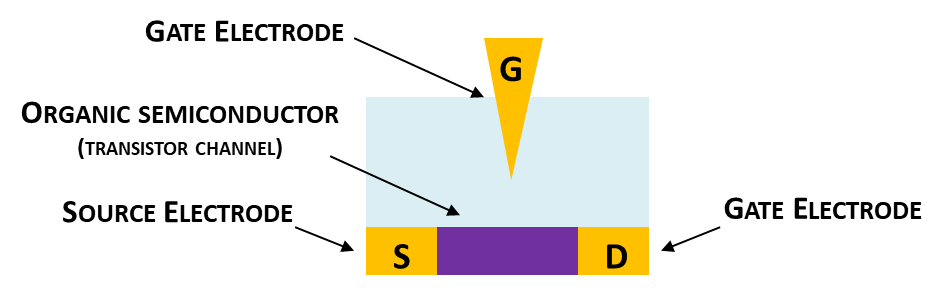 GATE ELECTRODE
G
ORGANIC SEMICONDUCTOR
(TRANSISTOR CHANNEL)
SOURCE ELECTRODE
GATE ELECTRODE
S
D